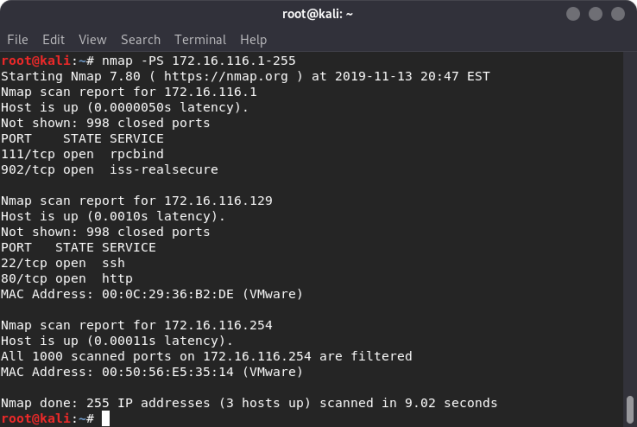 root@kali: ~
File Edit View Search Terminal Help
root@kali:~# nmap -PS 172.16.116.1-255
Starting Nmap 7.80 ( https://nmap.org ) at 2019-11-13 20:47 EST
Nmap scan report for 172.16.116.1
Host is up (0.0000050s latency).
Not shown: 998 closed ports
PORT    STATE SERVICE
111/tcp open  rpcbind
902/tcp open  iss-realsecure
Nmap scan report for 172.16.116.129
Host is up (0.0010s latency).
Not shown: 998 closed ports
PORT   STATE SERVICE
22/tcp open  ssh
80/tcp open  http
MAC Address: 00:0C:29:36:B2:DE (VMware)
Nmap scan report for 172.16.116.254
Host is up (0.00011s latency).
All 1000 scanned ports on 172.16.116.254 are filtered
MAC Address: 00:50:56:E5:35:14 (VMware)
Nmap done: 255 IP addresses (3 hosts up) scanned in 9.02 seconds
root@kali:~#